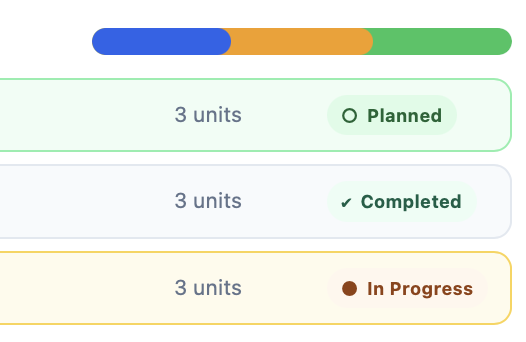 3 units Planned
3 units ✔ Completed
3 units In Progress